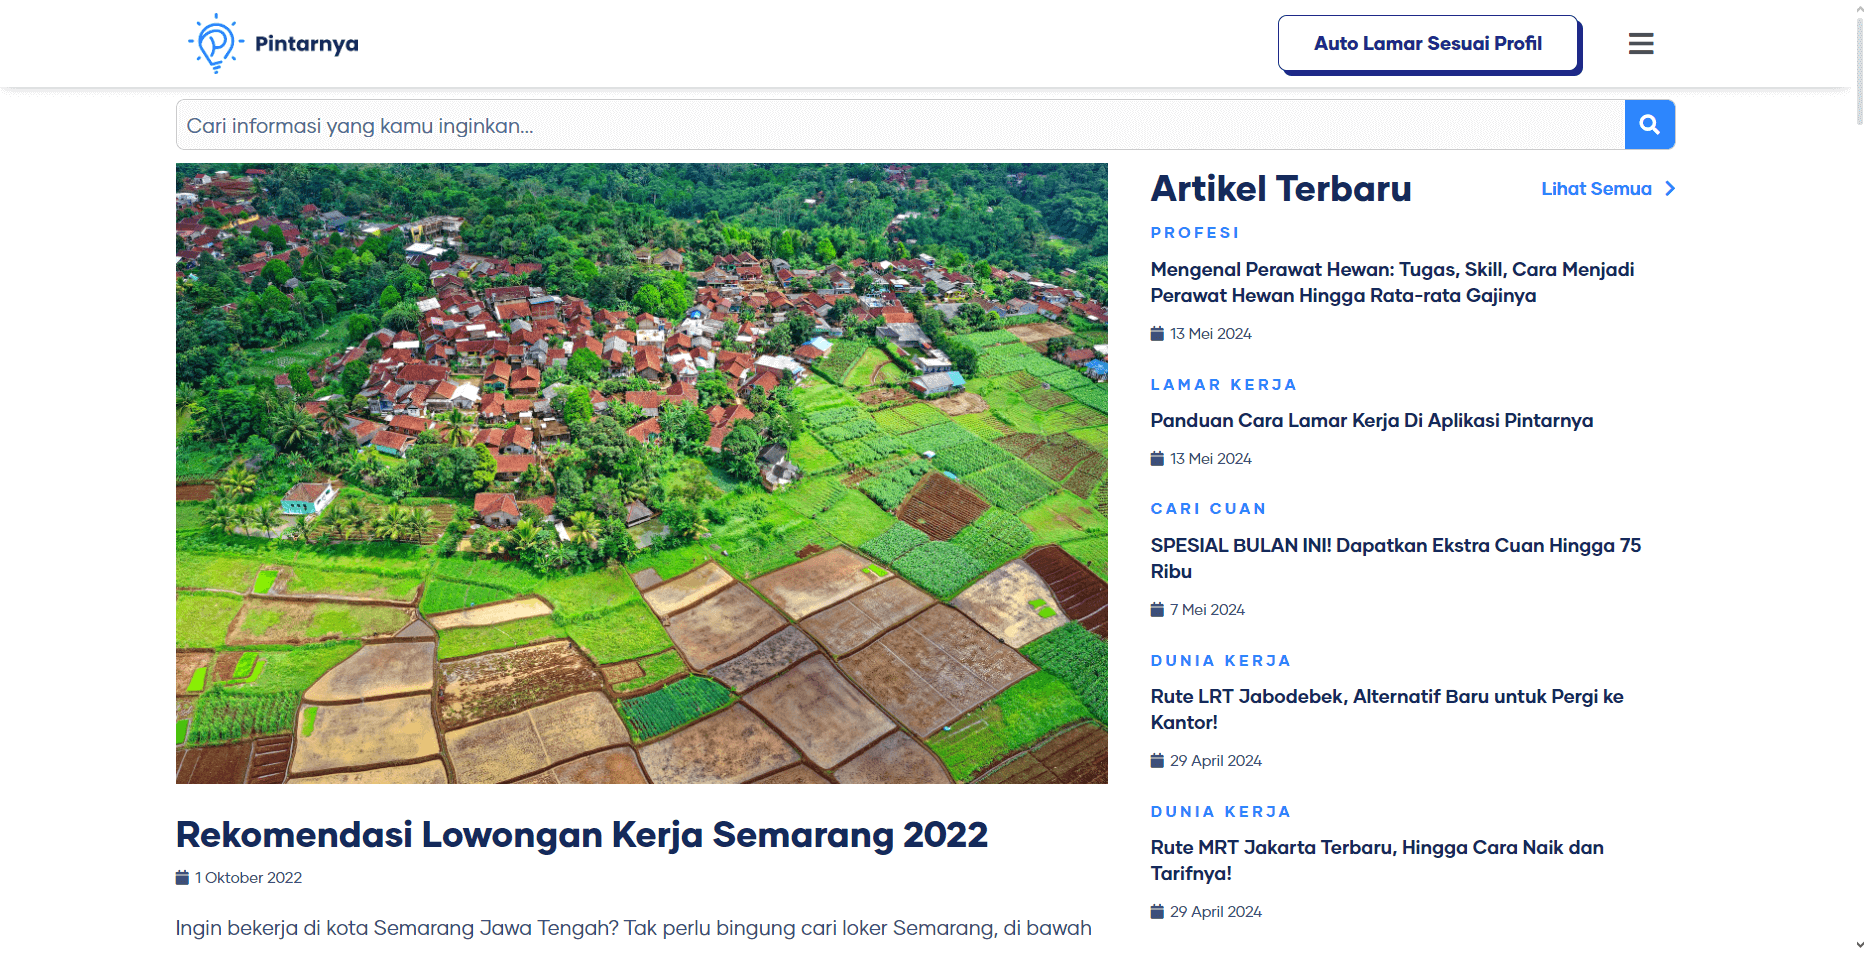 Pintarnya
Auto Lamar Sesuai Profil
Cari informasi yang kamu inginkan...
Rekomendasi Lowongan Kerja Semarang 2022
1 Oktober 2022
Ingin bekerja di kota Semarang Jawa Tengah? Tak perlu bingung cari loker Semarang, di bawah
Artikel Terbaru
Lihat Semua
PROFESI
Mengenal Perawat Hewan: Tugas, Skill, Cara Menjadi
Perawat Hewan Hingga Rata-rata Gajinya
13 Mei 2024
LAMAR KERJA
Panduan Cara Lamar Kerja Di Aplikasi Pintarnya
13 Mei 2024
CARI CUAN
SPESIAL BULAN INI! Dapatkan Ekstra Cuan Hingga 75
Ribu
7 Mei 2024
DUNIA KERJA
Rute LRT Jabodebek, Alternatif Baru untuk Pergi ke
Kantor!
29 April 2024
DUNIA KERJA
Rute MRT Jakarta Terbaru, Hingga Cara Naik dan
Tarifnya!
29 April 2024